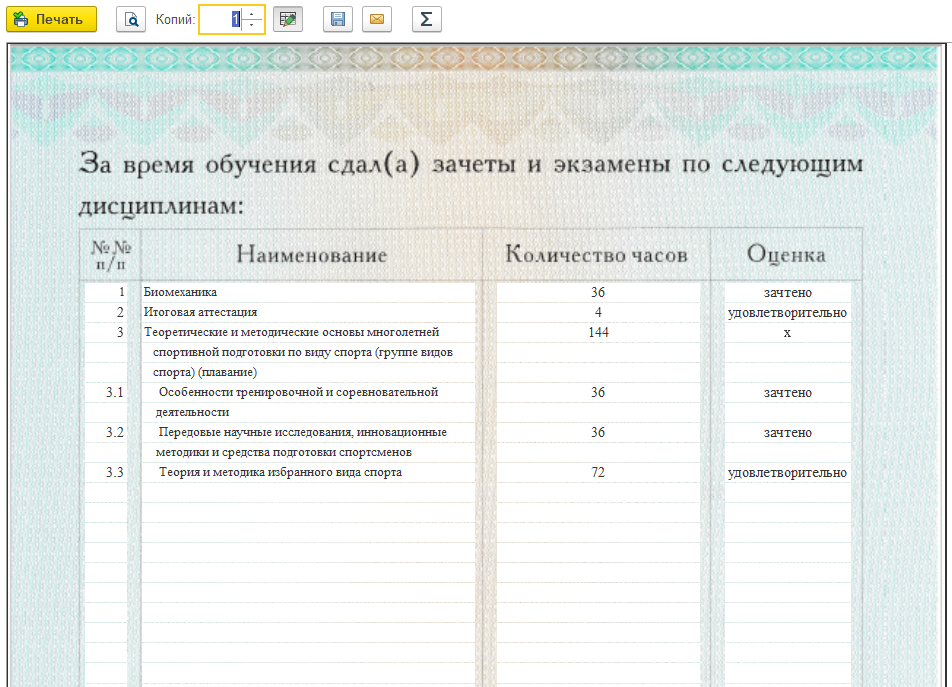 Печать Копий: 1 Σ
За время обучения сдал(а) зачеты и экзамены по следующим
дисциплинам:
№№ п/п Наименование Количество часов Оценка
1 Биомеханика 36 зачтено
2 Итоговая аттестация 4 удовлетворительно
3 Теоретические и методические основы многолетней 144 х
спортивной подготовки по виду спорта (группе видов
спорта) (плавание)
3.1 Особенности тренировочной и соревновательной 36 зачтено
деятельности
3.2 Передовые научные исследования, инновационные 36 зачтено
методики и средства подготовки спортсменов
3.3 Теория и методика избранного вида спорта 72 удовлетворительно